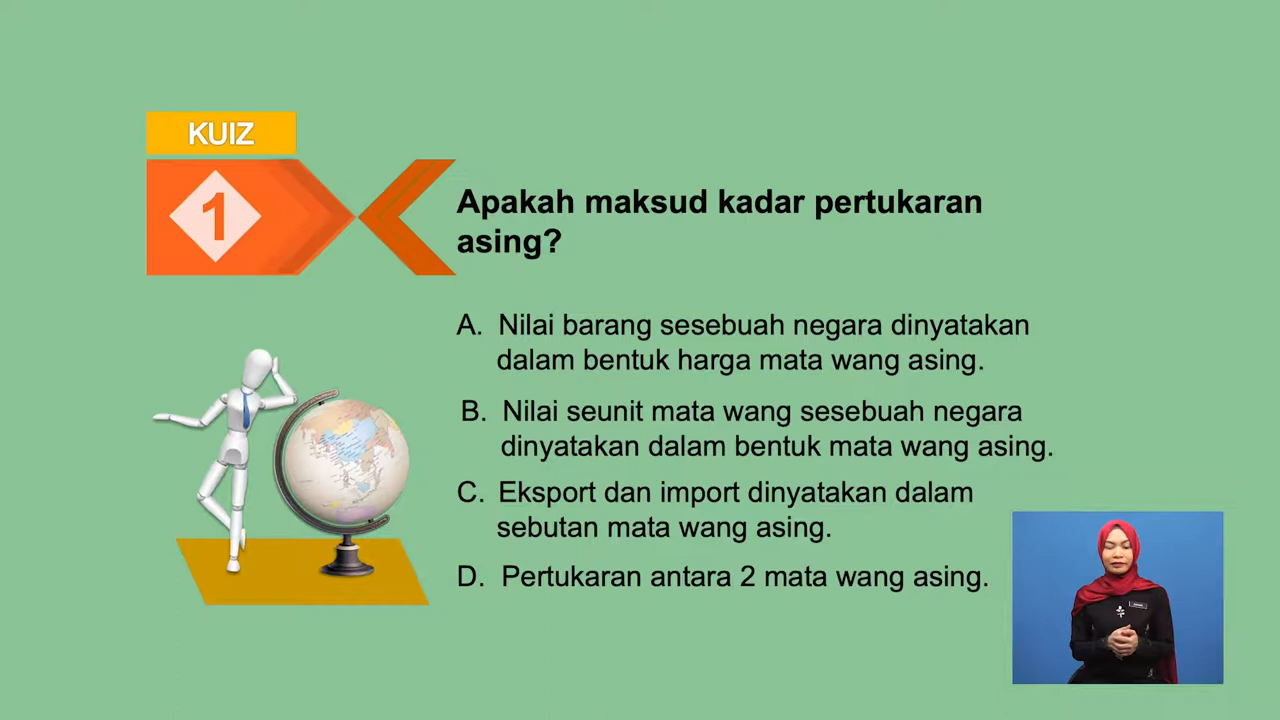 KUIZ
1
Apakah maksud kadar pertukaran
asing?
A. Nilai barang sesebuah negara dinyatakan
dalam bentuk harga mata wang asing.
B. Nilai seunit mata wang sesebuah negara
dinyatakan dalam bentuk mata wang asing.
C. Eksport dan import dinyatakan dalam
sebutan mata wang asing.
D. Pertukaran antara 2 mata wang asing.